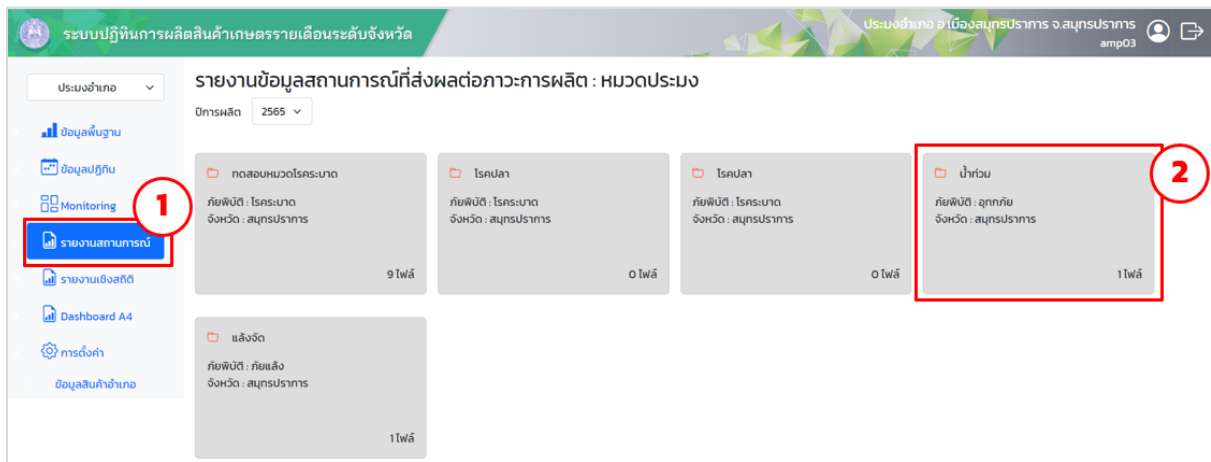 ระบบปฏิทินการผลิตสินค้าเกษตรรายเดือนระดับจังหวัด
ประมงอำเภอ อ.เมืองสมุทรปราการ จ.สมุทรปราการ
amp03
ประมงอำเภอ
ข้อมูลพื้นฐาน
ข้อมูลปฏิทิน
Monitoring
1
รายงานสถานการณ์
รายงานเชิงสถิติ
Dashboard A4
การตั้งค่า
ข้อมูลสินค้าอำเภอ
รายงานข้อมูลสถานการณ์ที่ส่งผลต่อภาวะการผลิต : หมวดประมง
ปีการผลิต 2565
ทดสอบหมวดโรคระบาด
ภัยพิบัติ : โรคระบาด
จังหวัด : สมุทรปราการ
9 ไฟล์
โรคปลา
ภัยพิบัติ : โรคระบาด
จังหวัด : สมุทรปราการ
0 ไฟล์
โรคปลา
ภัยพิบัติ : โรคระบาด
จังหวัด : สมุทรปราการ
0 ไฟล์
2
น้ำท่วม
ภัยพิบัติ : อุทกภัย
จังหวัด : สมุทรปราการ
1 ไฟล์
แล้งจัด
ภัยพิบัติ : ภัยแล้ง
จังหวัด : สมุทรปราการ
1 ไฟล์